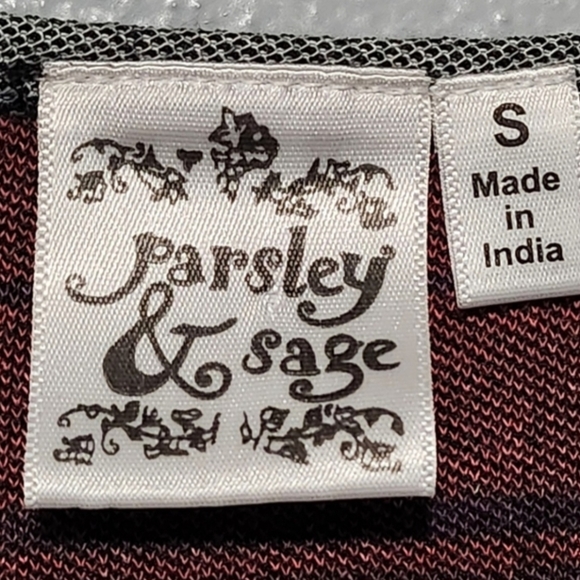 Parsley
& sage
S
Made
in
India